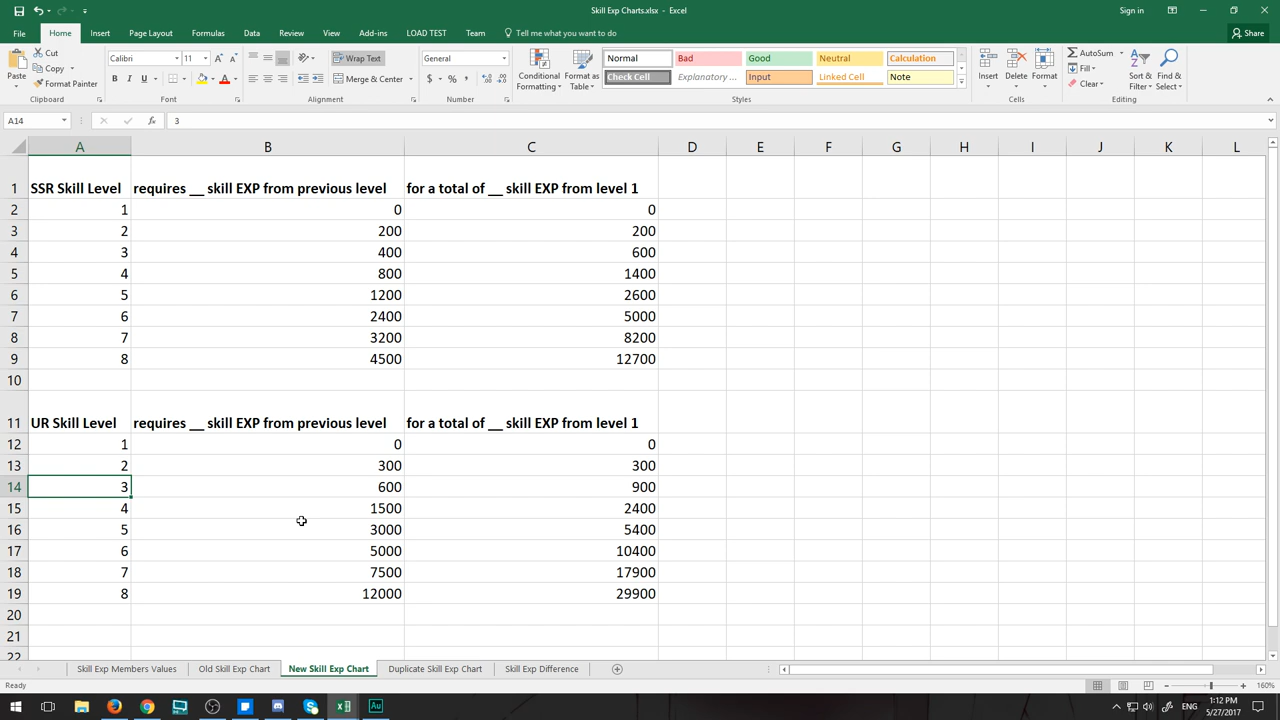 Skill Exp Charts.xlsx - Excel
Sign in
File Home Insert Page Layout Formulas Data Review View Add-ins LOAD TEST Team Tell me what you want to do Share
Paste Cut Copy Format Painter Clipboard
Calibri 11 A A B I U A Font
Wrap Text Merge & Center Alignment
General $ % , Number
Conditional Formatting Format as Table
Normal Bad Good Neutral Calculation
Check Cell Explanatory ... Input Linked Cell Note
Styles
Insert Delete Format Cells
AutoSum Fill Clear Sort & Filter Find & Select Editing
A14 fx 3
A B C D E F G H I J K L
1 SSR Skill Level requires __ skill EXP from previous level for a total of __ skill EXP from level 1
2 1 0 0
3 2 200 200
4 3 400 600
5 4 800 1400
6 5 1200 2600
7 6 2400 5000
8 7 3200 8200
9 8 4500 12700
10
11 UR Skill Level requires __ skill EXP from previous level for a total of __ skill EXP from level 1
12 1 0 0
13 2 300 300
14 3 600 900
15 4 1500 2400
16 5 3000 5400
17 6 5000 10400
18 7 7500 17900
19 8 12000 29900
20
21
22
Skill Exp Members Values Old Skill Exp Chart New Skill Exp Chart Duplicate Skill Exp Chart Skill Exp Difference
Ready 160%
ENG 1:12 PM
5/27/2017